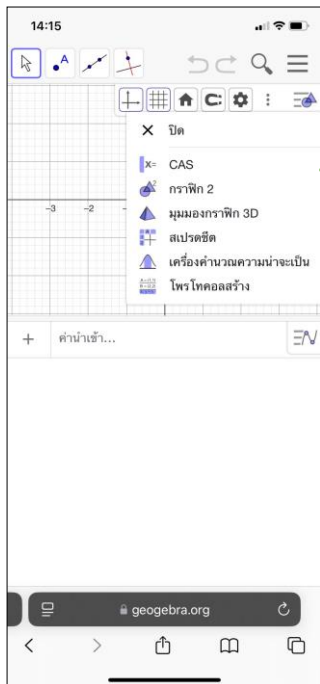 14:15
A
× ปิด
x= CAS
กราฟิก 2
มุมมองกราฟิก 3D
สเปรดชีต
เครื่องคำนวณความน่าจะเป็น
โพรโทคอลสร้าง
-3 -2
+ ค่านำเข้า...
geogebra.org